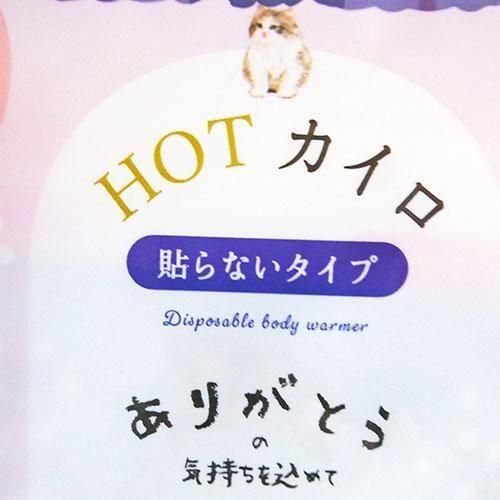 HOT カイロ
貼らないタイプ
Disposable body warmer
ありがとう
の
気持ちを込めて